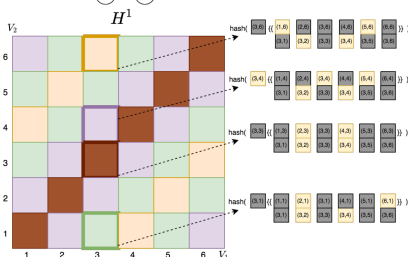 H¹
V₂
6
5
4
3
2
1
1 2 3 4 5 6 V₁
hash( (3,6) {{ (1,6) (2,6) (3,6) (4,6) (5,6) (6,6) }} )
(3,1) (3,2) (3,3) (3,4) (3,5) (3,6)
hash( (3,4) {{ (1,4) (2,4) (3,4) (4,4) (5,4) (6,4) }} )
(3,1) (3,2) (3,3) (3,4) (3,5) (3,6)
hash( (3,3) {{ (1,3) (2,3) (3,3) (4,3) (5,3) (6,3) }} )
(3,1) (3,2) (3,3) (3,4) (3,5) (3,6)
hash( (3,1) {{ (1,1) (2,1) (3,1) (4,1) (5,1) (6,1) }} )
(3,1) (3,2) (3,3) (3,4) (3,5) (3,6)